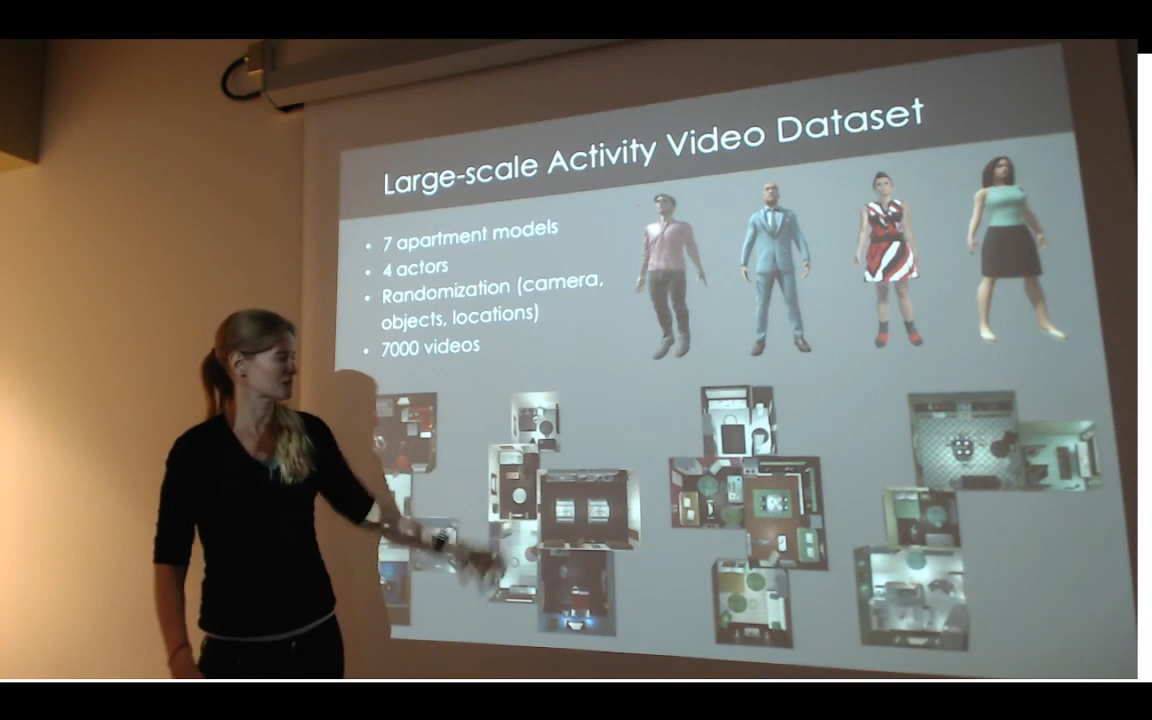 Large-scale Activity Video Dataset
• 7 apartment models
• 4 actors
• Randomization (camera,
objects, locations)
• 7000 videos